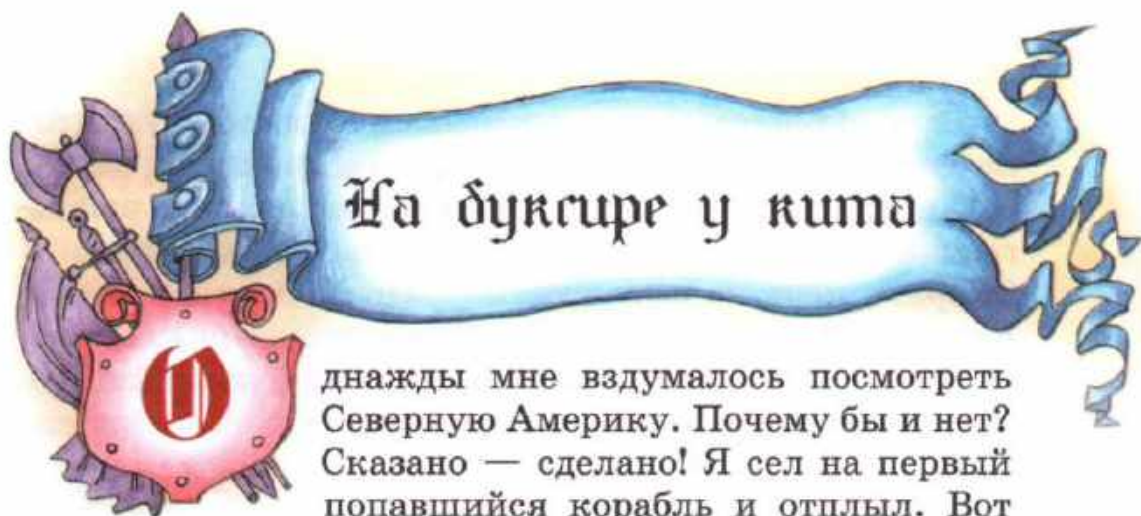 На буксире у кита
Однажды мне вздумалось посмотреть
Северную Америку. Почему бы и нет?
Сказано — сделано! Я сел на первый
попавшийся корабль и отплыл. Вот